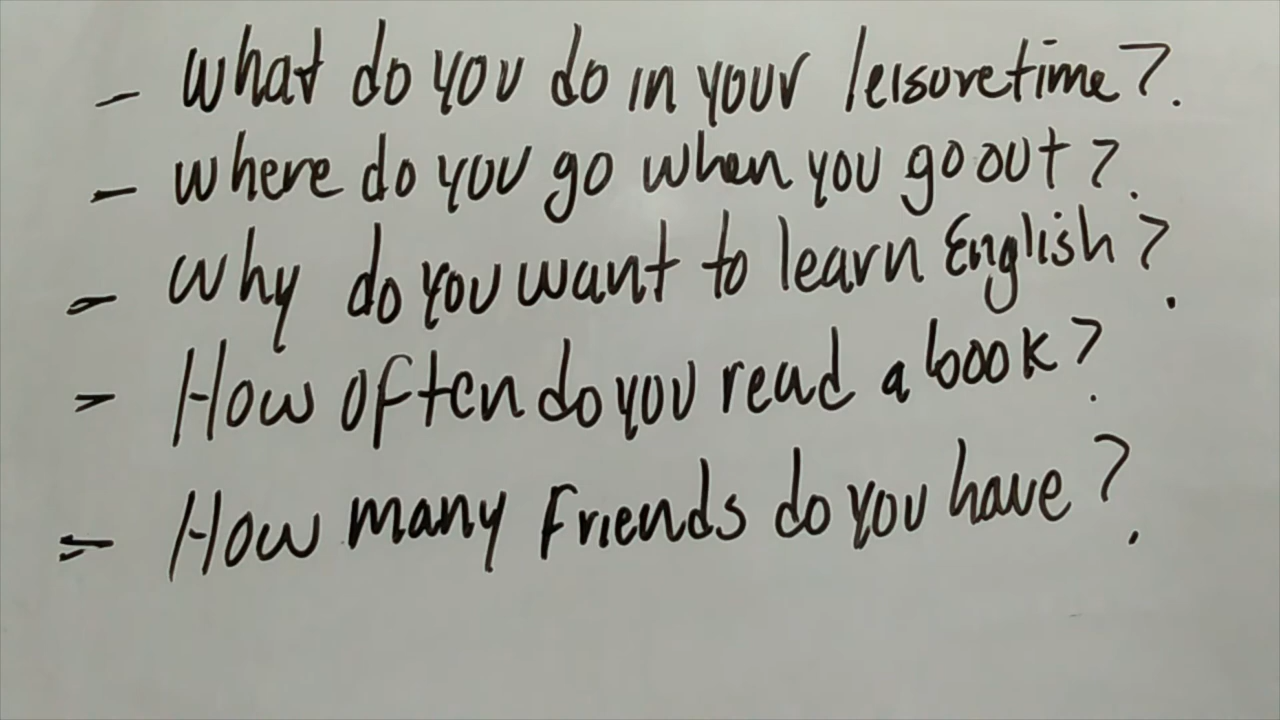 - What do you do in your leisure time?
- Where do you go when you go out?
- Why do you want to learn English?
- How often do you read a book?
- How many Friends do you have?